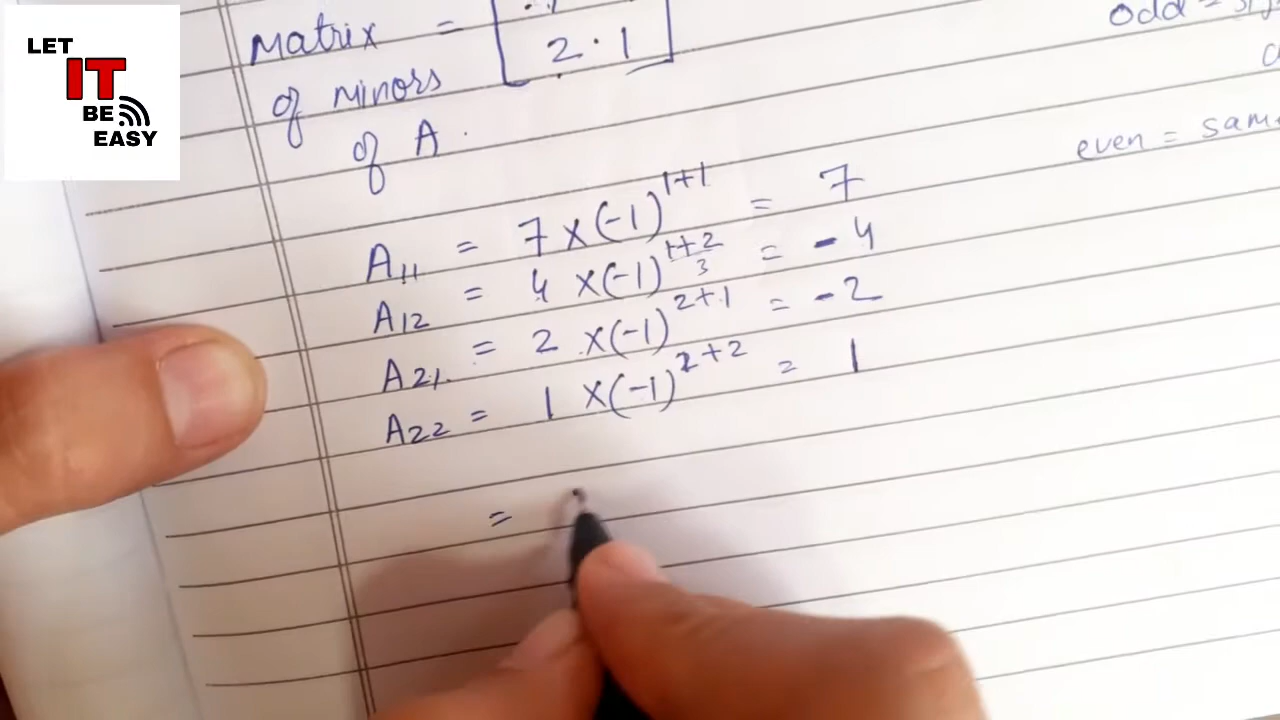 LET
IT
BE
EASY
Matrix =
of minors
of A
2 . 1
odd =
even =
A11 = 7 × (-1)^1+1 = 7
A12 = 4 × (-1)^1+2 = -4
3
A21 = 2 × (-1)^2+1 = -2
A22 = 1 × (-1)^2+2 = 1
=